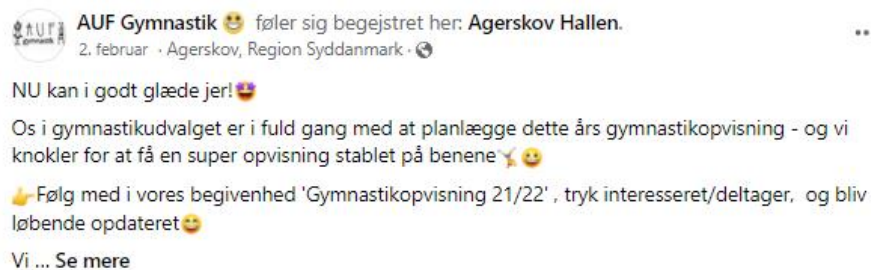 AUF Gymnastik 😀 føler sig begejstret her: Agerskov Hallen.
2. februar · Agerskov, Region Syddanmark ·
NU kan i godt glæde jer!🤩
Os i gymnastikudvalget er i fuld gang med at planlægge dette års gymnastikopvisning - og vi
knokler for at få en super opvisning stablet på benene🤸😀
👉Følg med i vores begivenhed 'Gymnastikopvisning 21/22' , tryk interesseret/deltager, og bliv
løbende opdateret😄
Vi ... Se mere